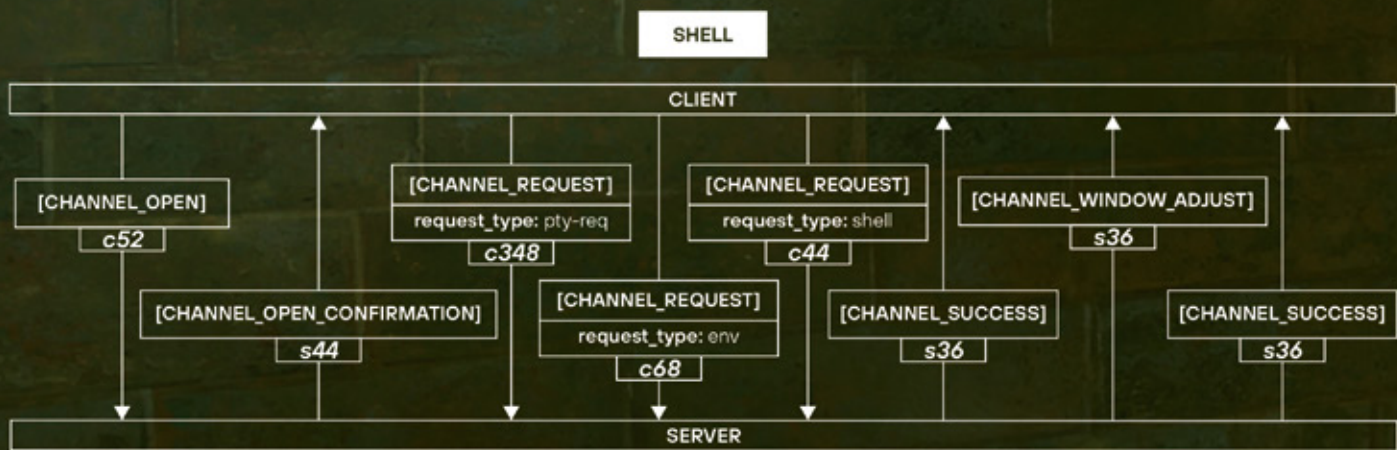 SHELL
CLIENT
[CHANNEL_OPEN]
c52
[CHANNEL_OPEN_CONFIRMATION]
s44
[CHANNEL_REQUEST]
request_type: pty-req
c348
[CHANNEL_REQUEST]
request_type: env
c68
[CHANNEL_REQUEST]
request_type: shell
c44
[CHANNEL_SUCCESS]
s36
[CHANNEL_WINDOW_ADJUST]
s36
[CHANNEL_SUCCESS]
s36
SERVER